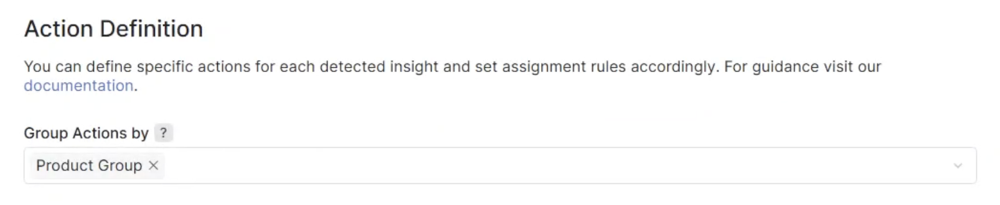 Action Definition
You can define specific actions for each detected insight and set assignment rules accordingly. For guidance visit our
documentation.
Group Actions by ?
Product Group ×